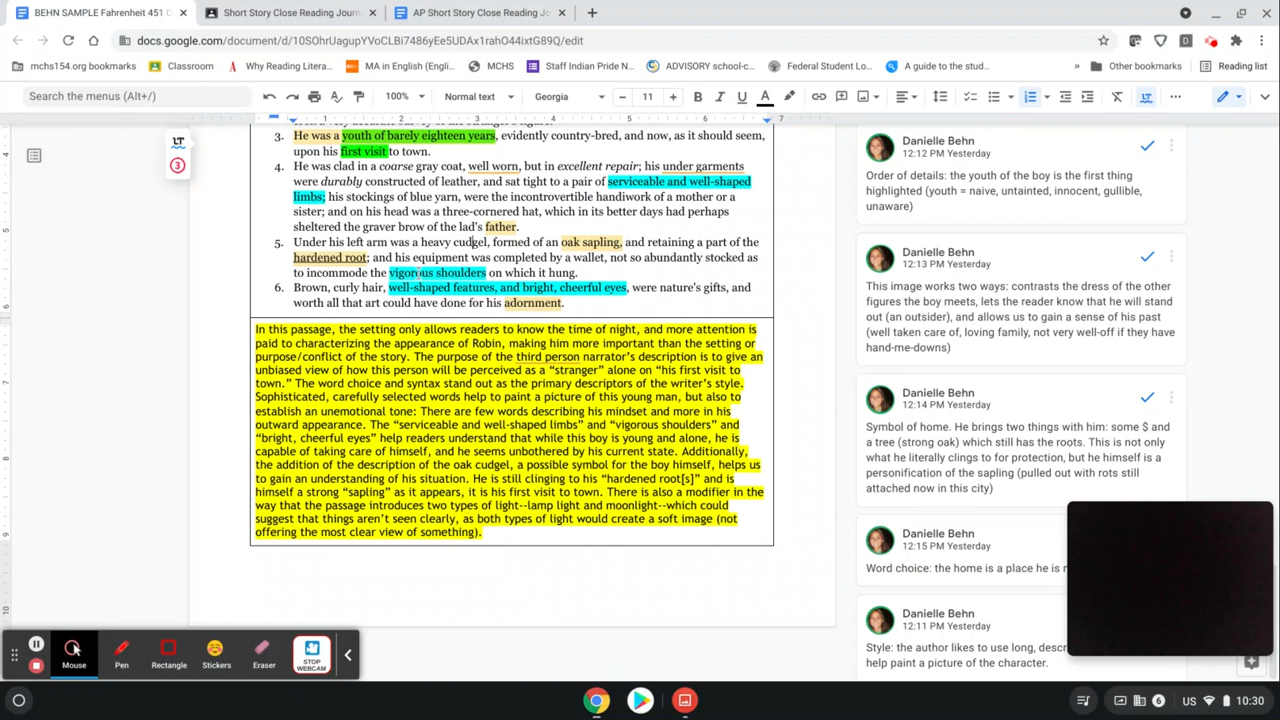 BEHN SAMPLE Fahrenheit 451 C
Short Story Close Reading Journ
AP Short Story Close Reading Jo
docs.google.com/document/d/10SOhrUagupYVoCLBi7486yEe5UDAx1rahO44ixtG89Q/edit
mchs154.org bookmarks
Classroom
Why Reading Litera...
MA in English (Engli...
MCHS
Staff Indian Pride N...
ADVISORY school-c...
Federal Student Lo...
A guide to the stud...
»
Other bookmarks
Reading list
Search the menus (Alt+/)
100%
Normal text
Georgia
11
B I U A
1 2 3 4 5 6 7
LT
3
3. He was a youth of barely eighteen years, evidently country-bred, and now, as it should seem,
upon his first visit to town.
4. He was clad in a coarse gray coat, well worn, but in excellent repair; his under garments
were durably constructed of leather, and sat tight to a pair of serviceable and well-shaped
limbs; his stockings of blue yarn, were the incontrovertible handiwork of a mother or a
sister; and on his head was a three-cornered hat, which in its better days had perhaps
sheltered the graver brow of the lad's father.
5. Under his left arm was a heavy cudgel, formed of an oak sapling, and retaining a part of the
hardened root; and his equipment was completed by a wallet, not so abundantly stocked as
to incommode the vigorous shoulders on which it hung.
6. Brown, curly hair, well-shaped features, and bright, cheerful eyes, were nature's gifts, and
worth all that art could have done for his adornment.
In this passage, the setting only allows readers to know the time of night, and more attention is
paid to characterizing the appearance of Robin, making him more important than the setting or
purpose/conflict of the story. The purpose of the third person narrator's description is to give an
unbiased view of how this person will be perceived as a “stranger” alone on “his first visit to
town.” The word choice and syntax stand out as the primary descriptors of the writer's style.
Sophisticated, carefully selected words help to paint a picture of this young man, but also to
establish an unemotional tone: There are few words describing his mindset and more in his
outward appearance. The “serviceable and well-shaped limbs” and “vigorous shoulders” and
“bright, cheerful eyes” help readers understand that while this boy is young and alone, he is
capable of taking care of himself, and he seems unbothered by his current state. Additionally,
the addition of the description of the oak cudgel, a possible symbol for the boy himself, helps us
to gain an understanding of his situation. He is still clinging to his “hardened root[s]” and is
himself a strong “sapling” as it appears, it is his first visit to town. There is also a modifier in the
way that the passage introduces two types of light--lamp light and moonlight--which could
suggest that things aren't seen clearly, as both types of light would create a soft image (not
offering the most clear view of something).
Danielle Behn
12:12 PM Yesterday
Order of details: the youth of the boy is the first thing
highlighted (youth = naive, untainted, innocent, gullible,
unaware)
Danielle Behn
12:13 PM Yesterday
This image works two ways: contrasts the dress of the other
figures the boy meets, lets the reader know that he will stand
out (an outsider), and allows us to gain a sense of his past
(well taken care of, loving family, not very well-off if they have
hand-me-downs)
Danielle Behn
12:14 PM Yesterday
Symbol of home. He brings two things with him: some $ and
a tree (strong oak) which still has the roots. This is not only
what he literally clings to for protection, but he himself is a
personification of the sapling (pulled out with rots still
attached now in this city)
Danielle Behn
12:15 PM Yesterday
Word choice: the home is a place he is
Danielle Behn
12:11 PM Yesterday
Style: the author likes to use long,
help paint a picture of the character.
Mouse
Pen
Rectangle
Stickers
Eraser
STOP
WEBCAM
6
US
10:30